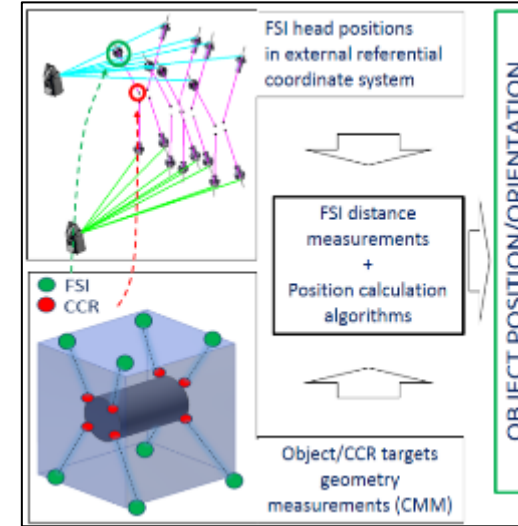 FSI head positions
in external referential
coordinate system
FSI distance
measurements
+
Position calculation
algorithms
OBJECT POSITION/ORIENTATION
FSI
CCR
Object/CCR targets
geometry
measurements (CMM)